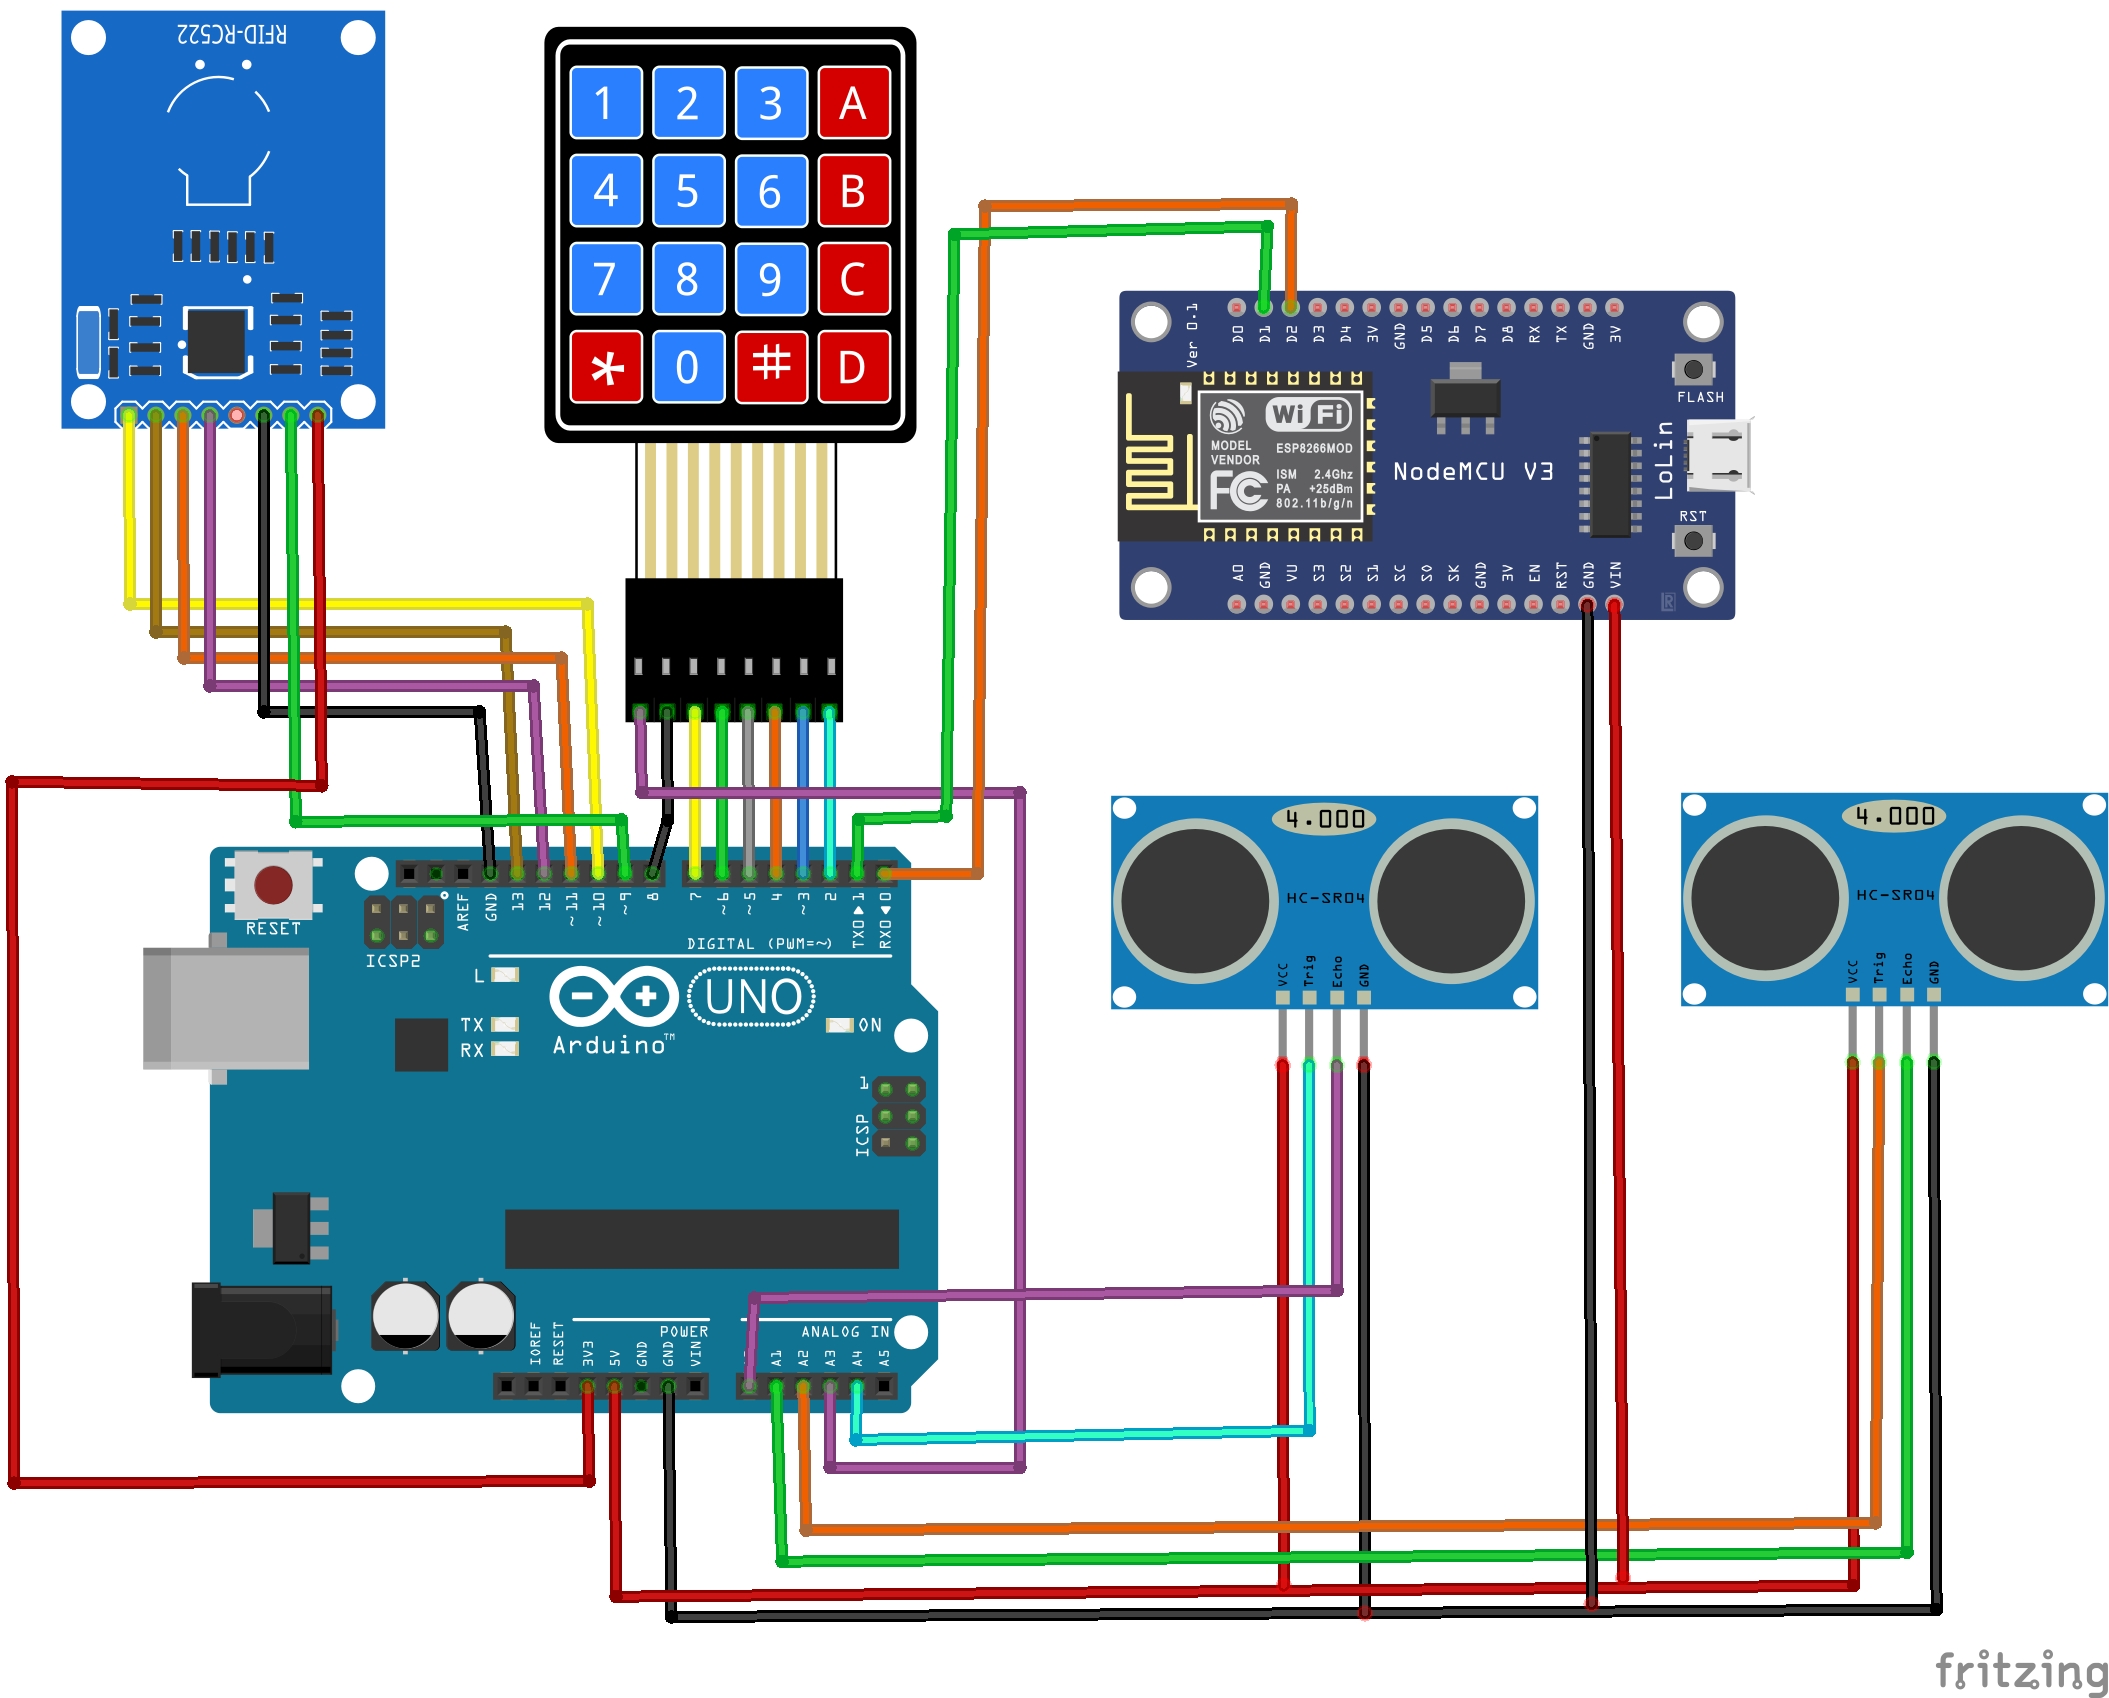 RFID-RC522
1 2 3 A
4 5 6 B
7 8 9 C
* 0 # D
Ver 0.1
D0 D1 D2 D3 D4 3V GND D5 D6 D7 D8 RX TX GND 3V
FLASH
WiFi
MODEL
VENDOR
ESP8266MOD
FC
ISM 2.4Ghz
PA +25dBm
802.11b/g/n
NodeMCU V3
LoLin
RST
A0 GND VU S3 S2 S1 SC S0 SK GND 3V EN RST GND VIN
R
4.000
HC-SR04
VCC Trig Echo GND
4.000
HC-SR04
VCC Trig Echo GND
RESET
ICSP2
AREF GND 13 12 ~11 ~10 ~9 8 7 ~6 ~5 4 ~3 2 TX0▶1 RX0◀0
DIGITAL (PWM=~)
L
TX
RX
UNO
Arduino™
ON
1
ICSP
POWER
ANALOG IN
IOREF RESET 3V3 5V GND GND VIN A1 A2 A3 A4 A5
fritzing